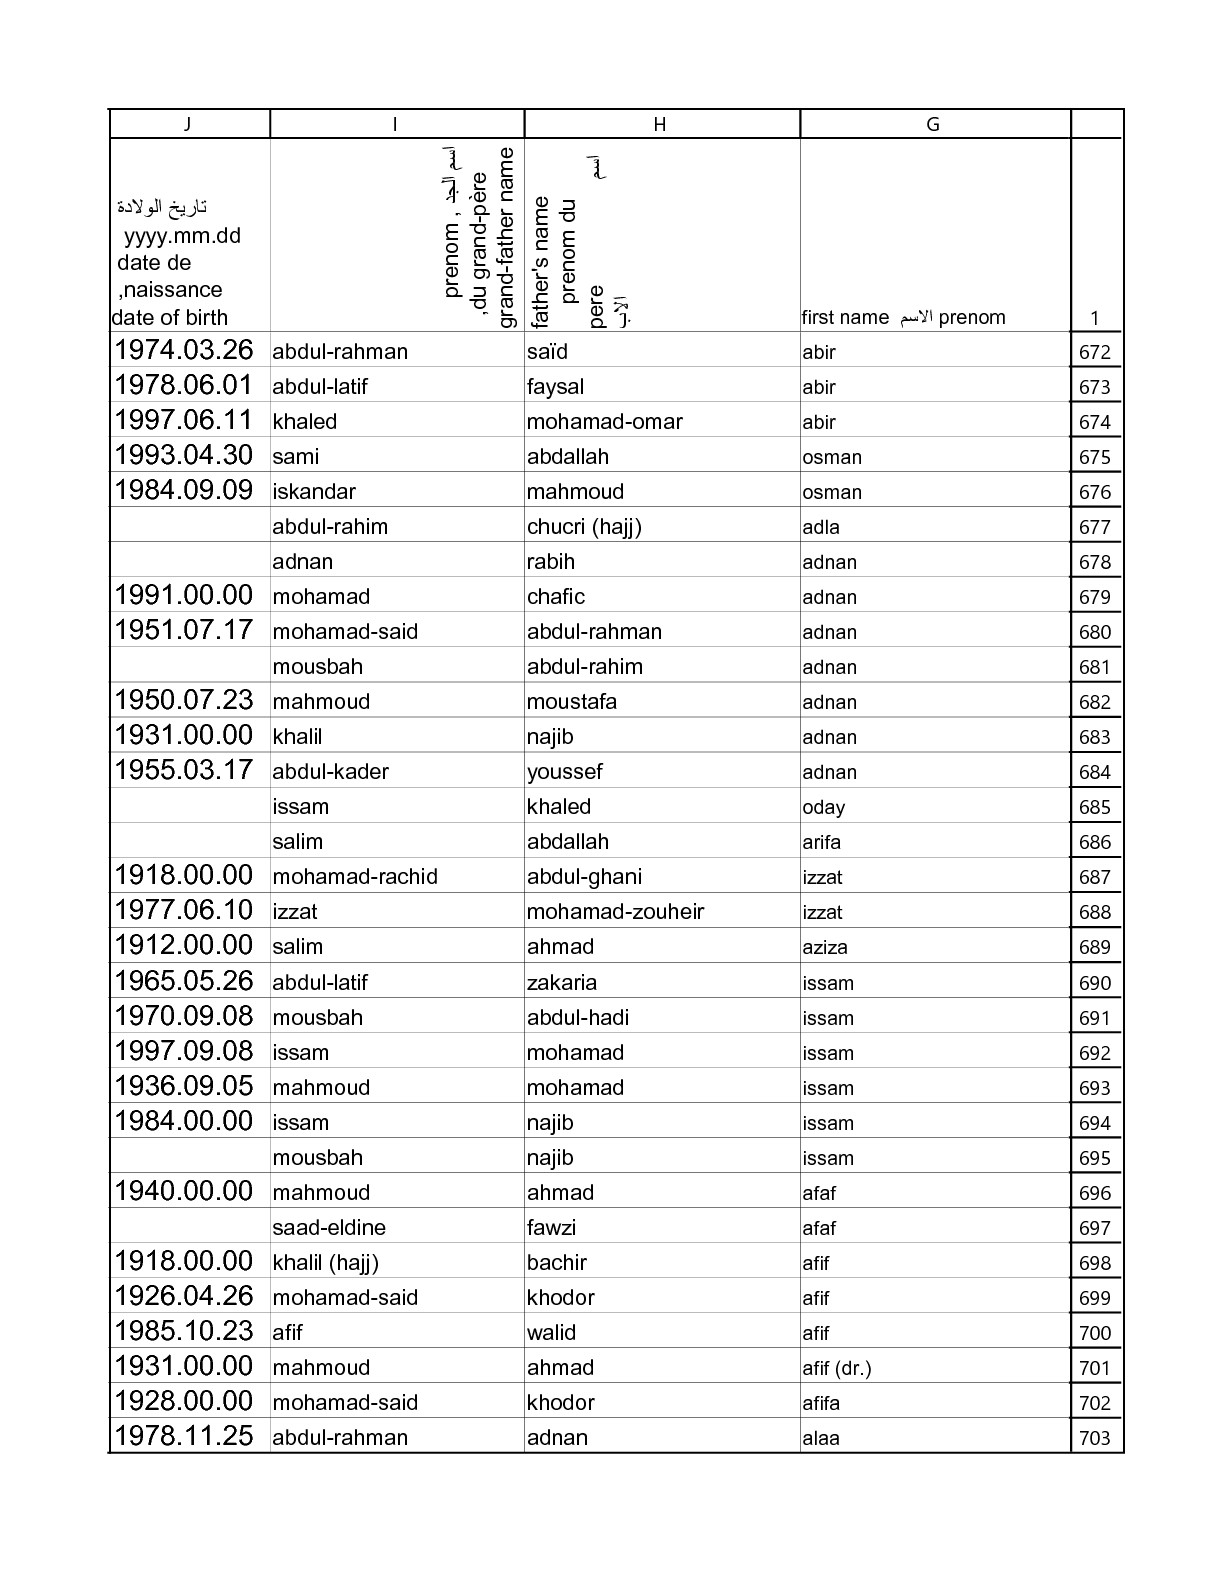 J I H G
تاريخ الولادة
yyyy.mm.dd
date de
,naissance
date of birth
prenom , اسم الجد
,du grand-père
grand-father name
father's name
prenom du
pere اسم
الاب
first name الاسم prenom 1
1974.03.26 abdul-rahman saïd abir 672
1978.06.01 abdul-latif faysal abir 673
1997.06.11 khaled mohamad-omar abir 674
1993.04.30 sami abdallah osman 675
1984.09.09 iskandar mahmoud osman 676
abdul-rahim chucri (hajj) adla 677
adnan rabih adnan 678
1991.00.00 mohamad chafic adnan 679
1951.07.17 mohamad-said abdul-rahman adnan 680
mousbah abdul-rahim adnan 681
1950.07.23 mahmoud moustafa adnan 682
1931.00.00 khalil najib adnan 683
1955.03.17 abdul-kader youssef adnan 684
issam khaled oday 685
salim abdallah arifa 686
1918.00.00 mohamad-rachid abdul-ghani izzat 687
1977.06.10 izzat mohamad-zouheir izzat 688
1912.00.00 salim ahmad aziza 689
1965.05.26 abdul-latif zakaria issam 690
1970.09.08 mousbah abdul-hadi issam 691
1997.09.08 issam mohamad issam 692
1936.09.05 mahmoud mohamad issam 693
1984.00.00 issam najib issam 694
mousbah najib issam 695
1940.00.00 mahmoud ahmad afaf 696
saad-eldine fawzi afaf 697
1918.00.00 khalil (hajj) bachir afif 698
1926.04.26 mohamad-said khodor afif 699
1985.10.23 afif walid afif 700
1931.00.00 mahmoud ahmad afif (dr.) 701
1928.00.00 mohamad-said khodor afifa 702
1978.11.25 abdul-rahman adnan alaa 703